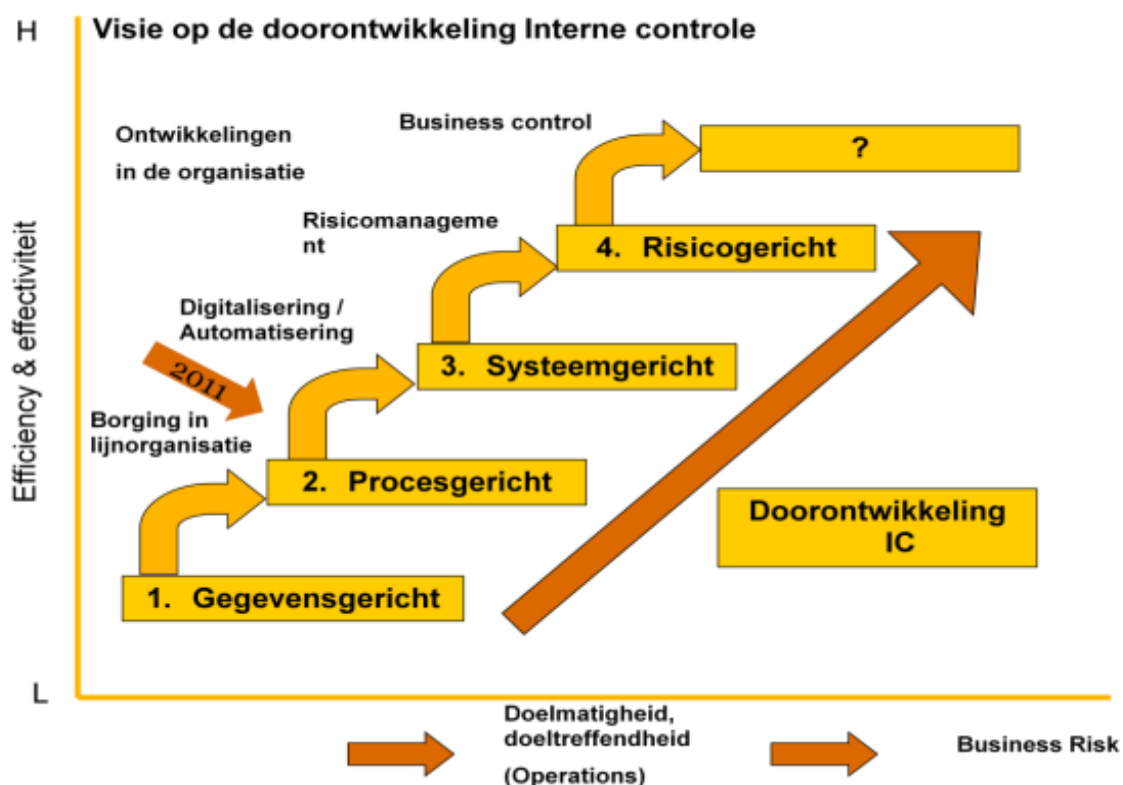 H
Visie op de doorontwikkeling Interne controle
Business control
?
Ontwikkelingen
in de organisatie
Risicomanageme
nt
4. Risicogericht
Digitalisering /
Automatisering
3. Systeemgericht
2011
Borging in
lijnorganisatie
2. Procesgericht
Doorontwikkeling
IC
1. Gegevensgericht
Efficiency & effectiviteit
L
Doelmatigheid,
doeltreffendheid
(Operations)
Business Risk